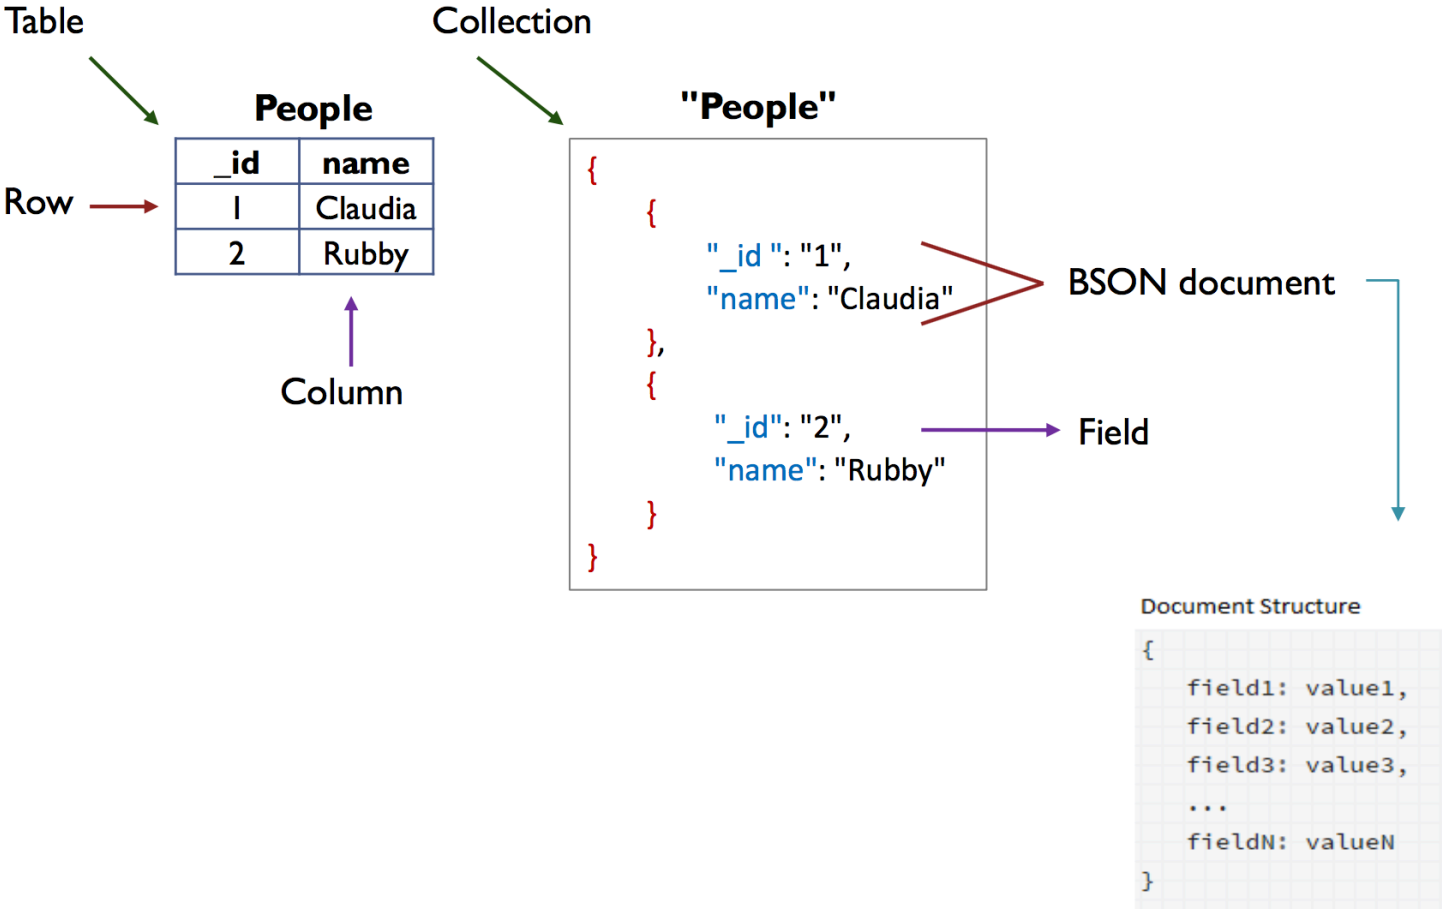 Table
People
_id name
1 Claudia
2 Rubby
Row
Column
Collection
"People"
{
{
"_id ": "1",
"name": "Claudia"
},
{
"_id": "2",
"name": "Rubby"
}
}
BSON document
Field
Document Structure
{
field1: value1,
field2: value2,
field3: value3,
...
fieldN: valueN
}